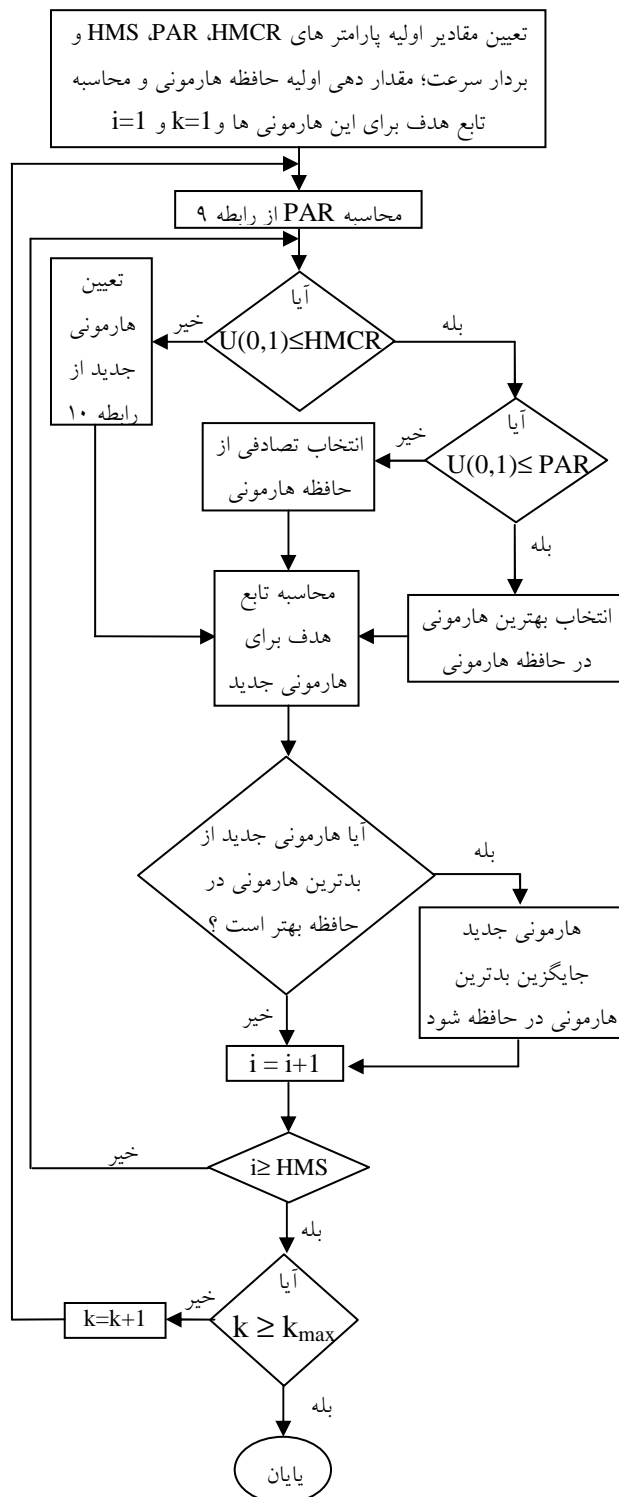 تعیین مقادیر اولیه پارامتر های HMS ،PAR ،HMCR و
بردار سرعت؛ مقدار دهی اولیه حافظه هارمونی و محاسبه
تابع هدف برای این هارمونی ها و k=1 و i=1
محاسبه PAR از رابطه ۹
آیا
U(0,1)≤HMCR
خیر
بله
تعیین
هارمونی
جدید از
رابطه ۱۰
آیا
U(0,1)≤ PAR
خیر
بله
انتخاب تصادفی از
حافظه هارمونی
انتخاب بهترین هارمونی
در حافظه هارمونی
محاسبه تابع
هدف برای
هارمونی جدید
آیا هارمونی جدید از
بدترین هارمونی در
حافظه بهتر است ؟
بله
خیر
هارمونی جدید
جایگزین بدترین
هارمونی در حافظه شود
i = i+1
i≥ HMS
خیر
بله
آیا
k ≥ kmax
خیر
k=k+1
بله
پایان